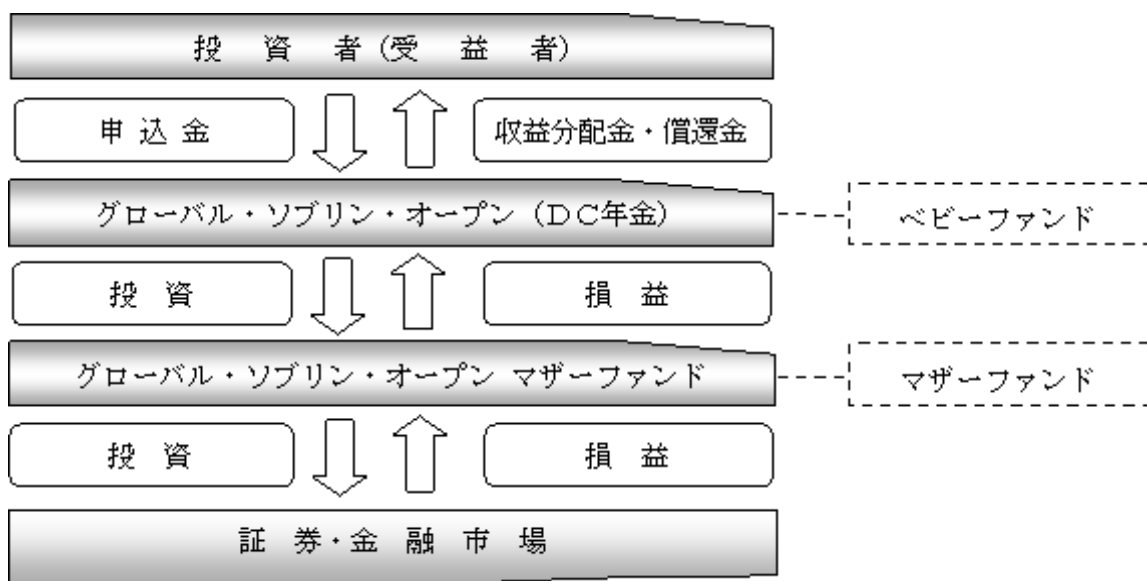 投資者(受益者)
申込金
収益分配金・償還金
グローバル・ソブリン・オープン(DC年金)
ベビーファンド
投資
損益
グローバル・ソブリン・オープン マザーファンド
マザーファンド
投資
損益
証券・金融市場